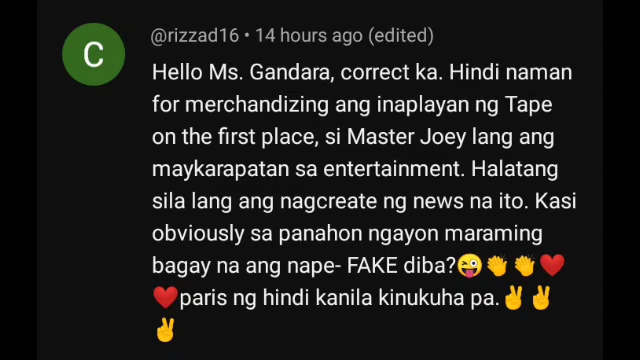 C
@rizzad16 • 14 hours ago (edited)
Hello Ms. Gandara, correct ka. Hindi naman
for merchandizing ang inaplayan ng Tape
on the first place, si Master Joey lang ang
maykarapatan sa entertainment. Halatang
sila lang ang nagcreate ng news na ito. Kasi
obviously sa panahon ngayon maraming
bagay na ang nape- FAKE diba?😜👏👏❤️
❤️paris ng hindi kanila kinukuha pa.✌️✌️
✌️